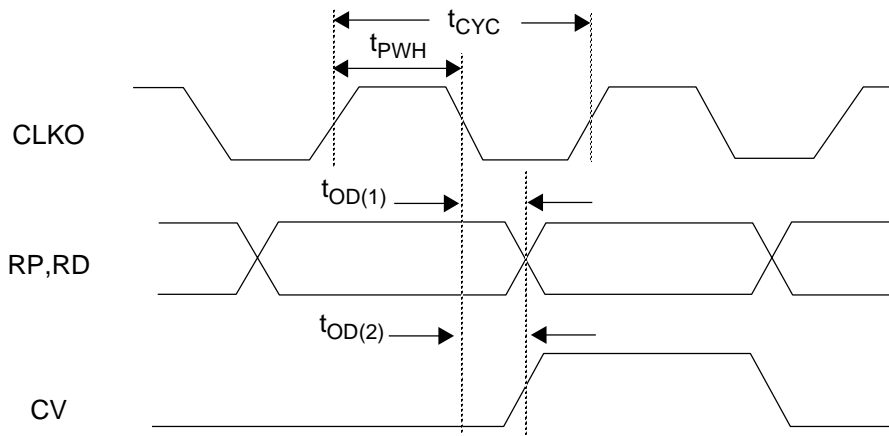 tCYC
tPWH
CLKO
tOD(1)
RP,RD
tOD(2)
CV